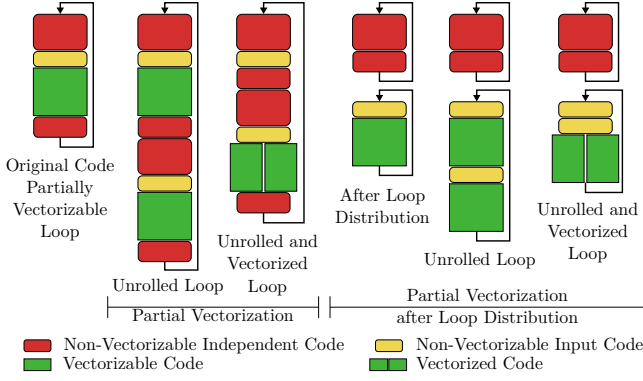 Original Code
Partially
Vectorizable
Loop
Unrolled Loop
Unrolled and
Vectorized
Loop
Partial Vectorization
After Loop
Distribution
Unrolled Loop
Unrolled and
Vectorized
Loop
Partial Vectorization
after Loop Distribution
Non-Vectorizable Independent Code
Non-Vectorizable Input Code
Vectorizable Code
Vectorized Code